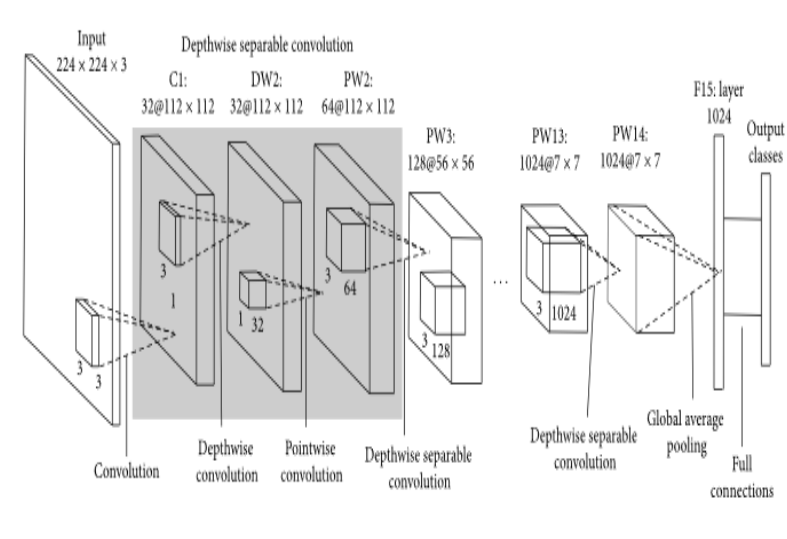 Input
224 × 224 × 3
Depthwise separable convolution
C1:
32@112 × 112
DW2:
32@112 × 112
PW2:
64@112 × 112
PW3:
128@56 × 56
PW13:
1024@7 × 7
PW14:
1024@7 × 7
F15: layer
1024
Output
classes
3
3
3
1
1
32
3
64
3
128
...
3
1024
Convolution
Depthwise
convolution
Pointwise
convolution
Depthwise separable
convolution
Depthwise separable
convolution
Global average
pooling
Full
connections